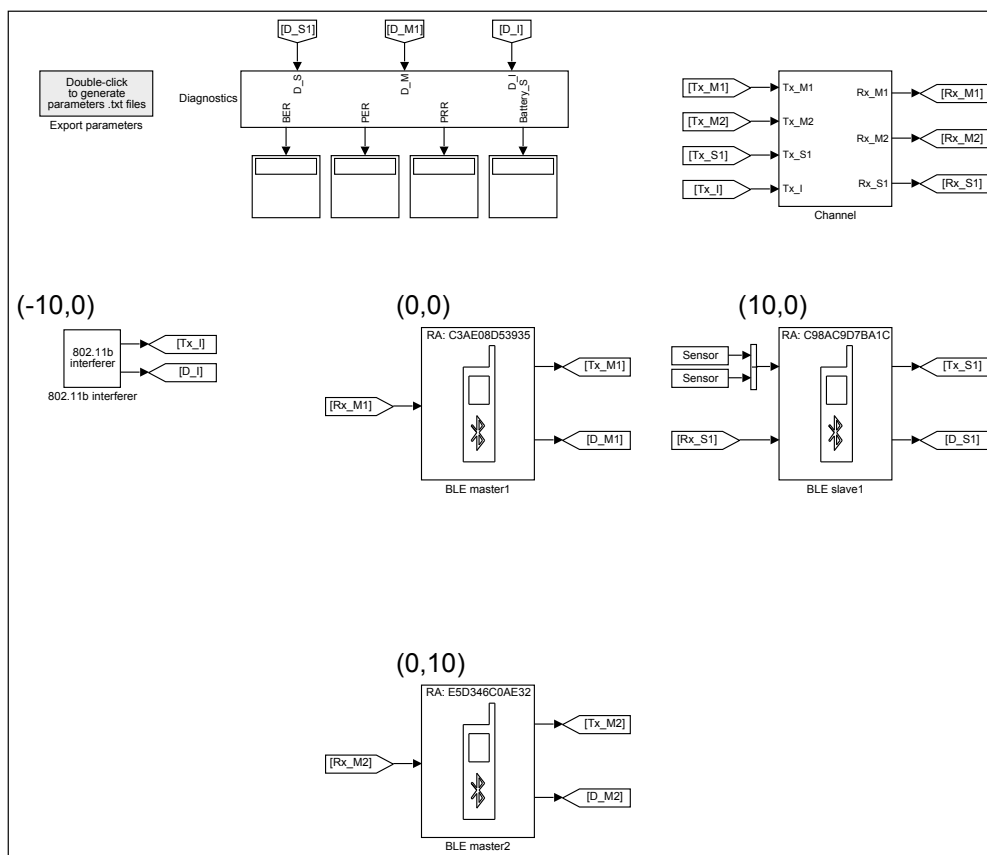 [D_S1]
[D_M1]
[D_I]
Double-click
to generate
parameters .txt files
Export parameters
Diagnostics
D_S
D_M
D_I
BER
PER
PRR
Battery_S
[Tx_M1]
[Tx_M2]
[Tx_S1]
[Tx_I]
Tx_M1
Tx_M2
Tx_S1
Tx_I
Rx_M1
Rx_M2
Rx_S1
[Rx_M1]
[Rx_M2]
[Rx_S1]
Channel
(-10,0)
802.11b
interferer
[Tx_I]
[D_I]
802.11b interferer
(0,0)
RA: C3AE08D53935
[Rx_M1]
[Tx_M1]
[D_M1]
BLE master1
(10,0)
RA: C98AC9D7BA1C
Sensor
Sensor
[Rx_S1]
[Tx_S1]
[D_S1]
BLE slave1
(0,10)
RA: E5D346C0AE32
[Rx_M2]
[Tx_M2]
[D_M2]
BLE master2